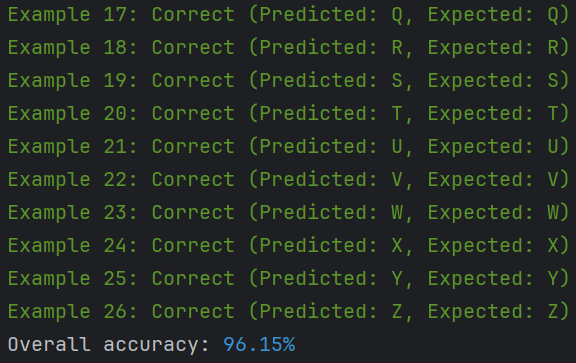 Example 17: Correct (Predicted: Q, Expected: Q)
Example 18: Correct (Predicted: R, Expected: R)
Example 19: Correct (Predicted: S, Expected: S)
Example 20: Correct (Predicted: T, Expected: T)
Example 21: Correct (Predicted: U, Expected: U)
Example 22: Correct (Predicted: V, Expected: V)
Example 23: Correct (Predicted: W, Expected: W)
Example 24: Correct (Predicted: X, Expected: X)
Example 25: Correct (Predicted: Y, Expected: Y)
Example 26: Correct (Predicted: Z, Expected: Z)
Overall accuracy: 96.15%